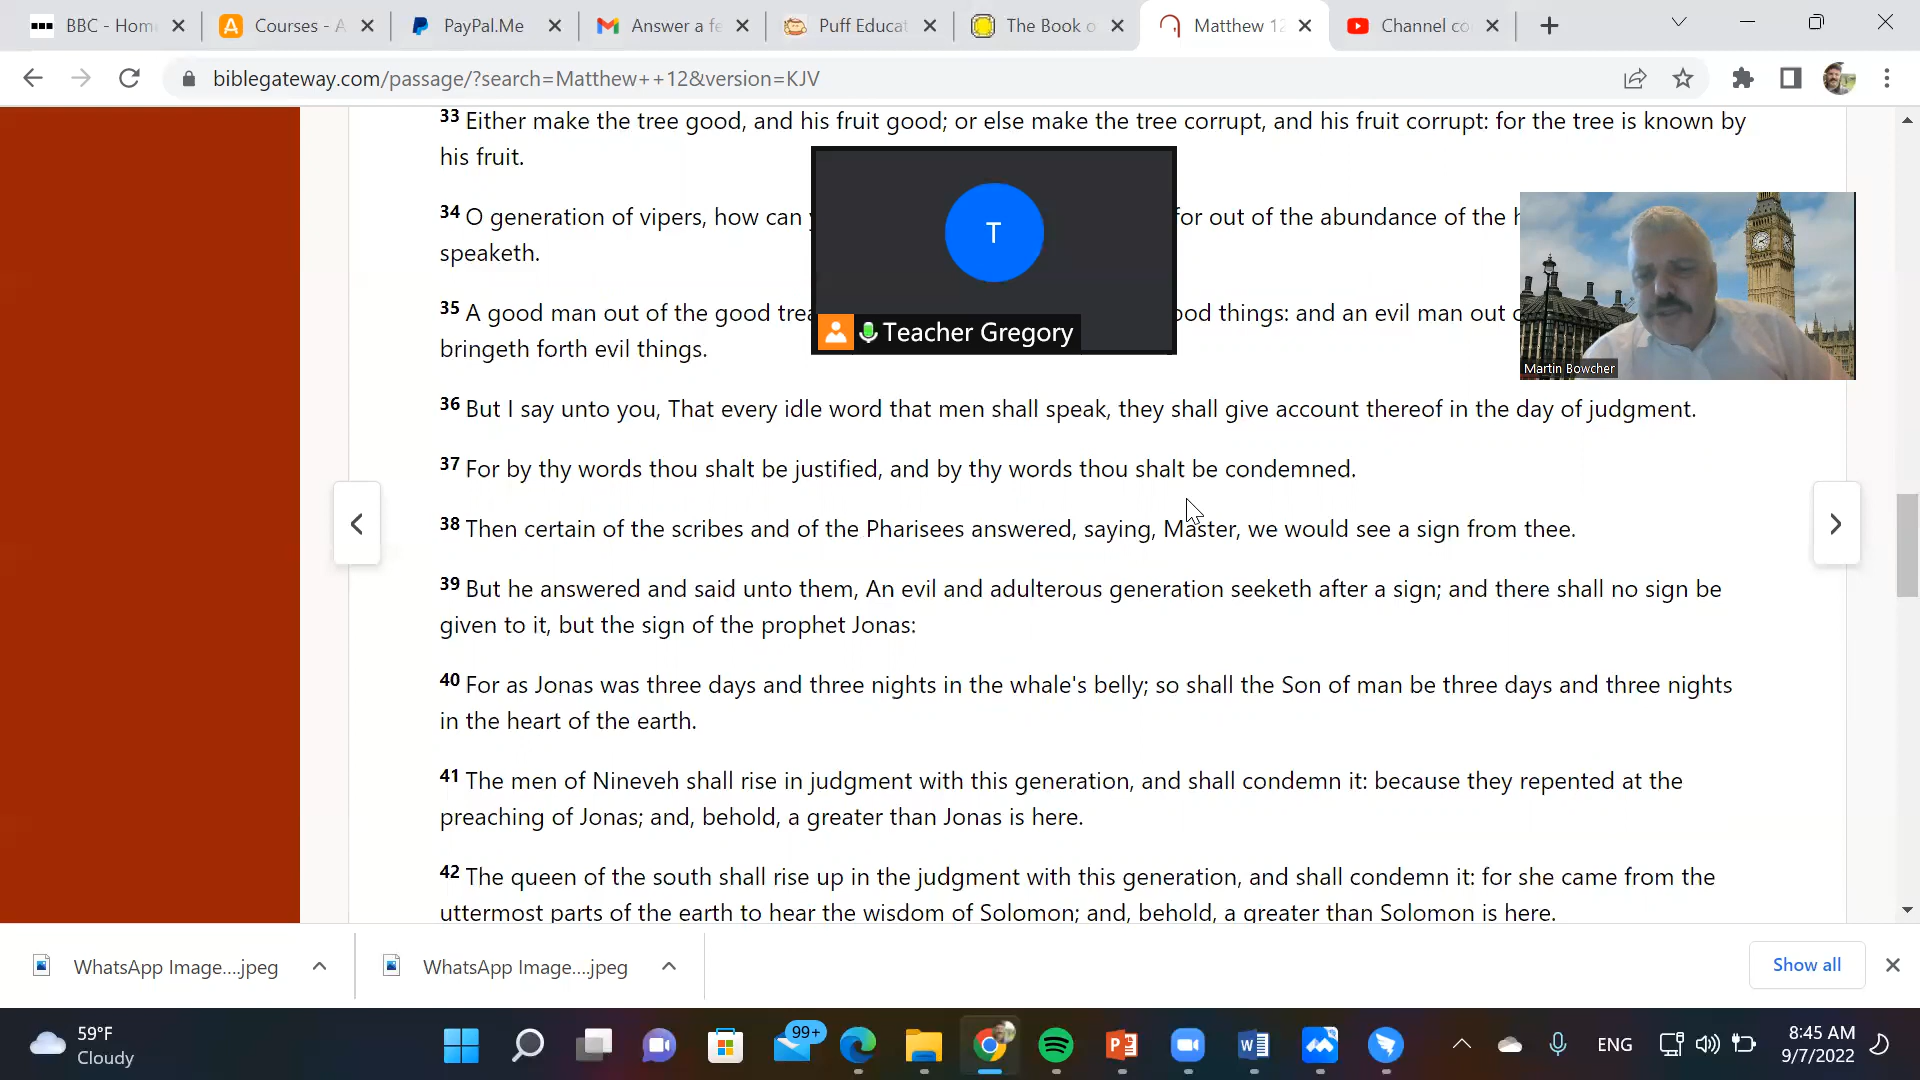 BBC - Hom
Courses - A
PayPal.Me
Answer a fe
Puff Educat
The Book o
Matthew 12
Channel co
biblegateway.com/passage/?search=Matthew++12&version=KJV
33 Either make the tree good, and his fruit good; or else make the tree corrupt, and his fruit corrupt: for the tree is known by
his fruit.
34 O generation of vipers, how can
for out of the abundance of the
speaketh.
35 A good man out of the good
good things: and an evil man out
bringeth forth evil things.
T
Teacher Gregory
Martin Bowcher
36 But I say unto you, That every idle word that men shall speak, they shall give account thereof in the day of judgment.
37 For by thy words thou shalt be justified, and by thy words thou shalt be condemned.
38 Then certain of the scribes and of the Pharisees answered, saying, Master, we would see a sign from thee.
39 But he answered and said unto them, An evil and adulterous generation seeketh after a sign; and there shall no sign be
given to it, but the sign of the prophet Jonas:
40 For as Jonas was three days and three nights in the whale's belly; so shall the Son of man be three days and three nights
in the heart of the earth.
41 The men of Nineveh shall rise in judgment with this generation, and shall condemn it: because they repented at the
preaching of Jonas; and, behold, a greater than Jonas is here.
42 The queen of the south shall rise up in the judgment with this generation, and shall condemn it: for she came from the
uttermost parts of the earth to hear the wisdom of Solomon; and, behold, a greater than Solomon is here.
WhatsApp Image....jpeg
WhatsApp Image....jpeg
Show all
59°F
Cloudy
99+
ENG
8:45 AM
9/7/2022